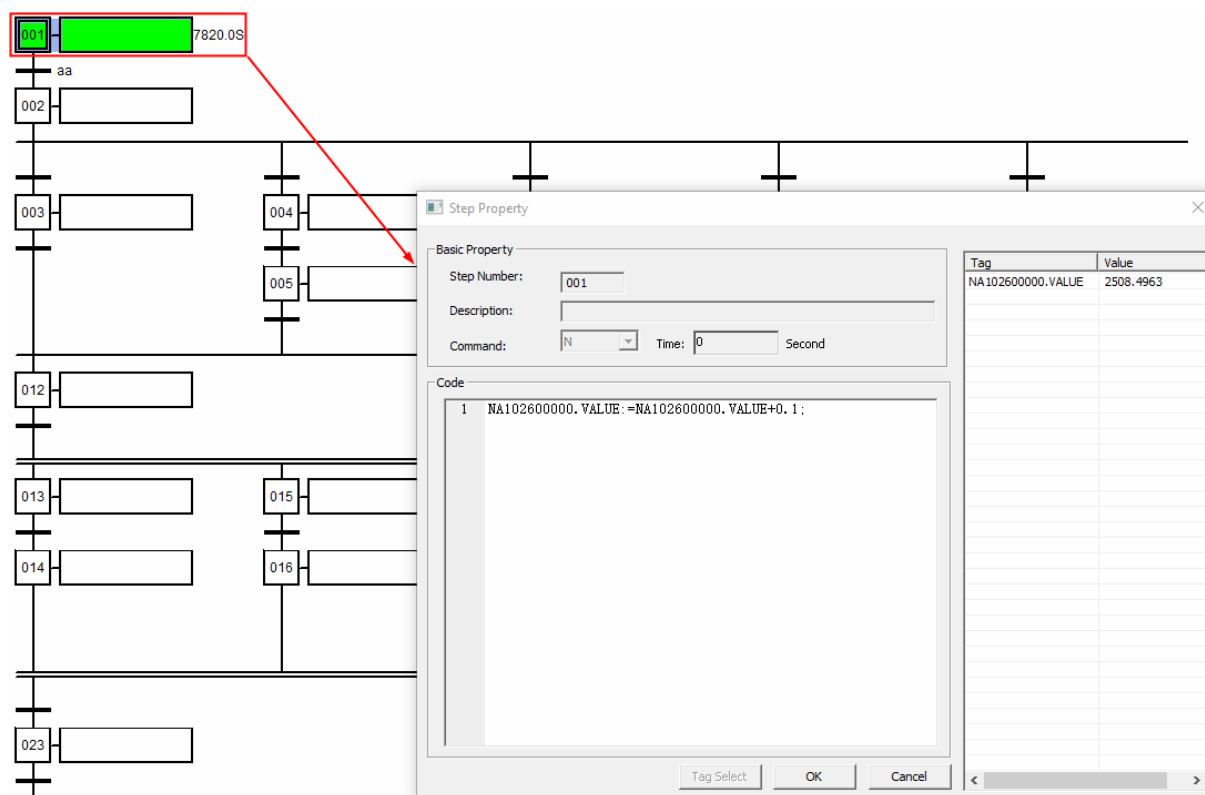 001 7820.0S
aa
002
003 004
005
012
013 015
014 016
023
Step Property
Basic Property
Step Number: 001
Description:
Command: N Time: 0 Second
Code
1 NA102600000.VALUE:=NA102600000.VALUE+0.1;
Tag Value
NA102600000.VALUE 2508.4963
Tag Select OK Cancel